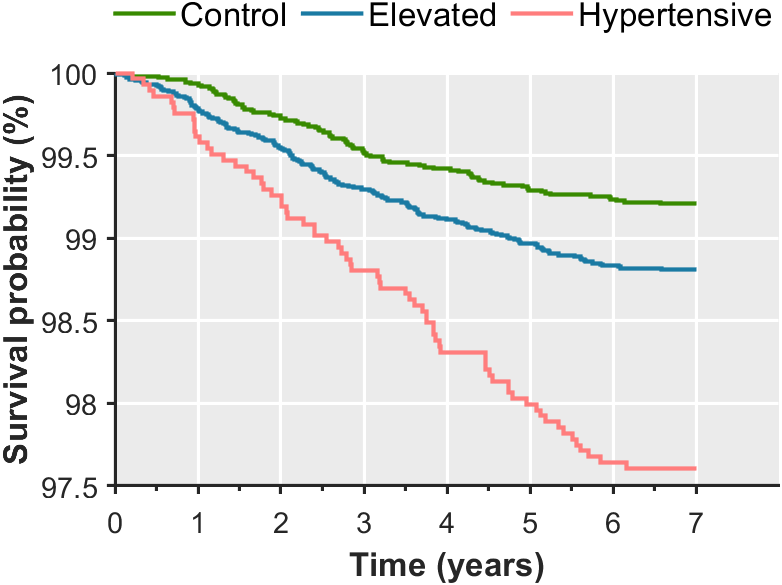 Control Elevated Hypertensive
Survival probability (%)
100
99.5
99
98.5
98
97.5
0 1 2 3 4 5 6 7
Time (years)